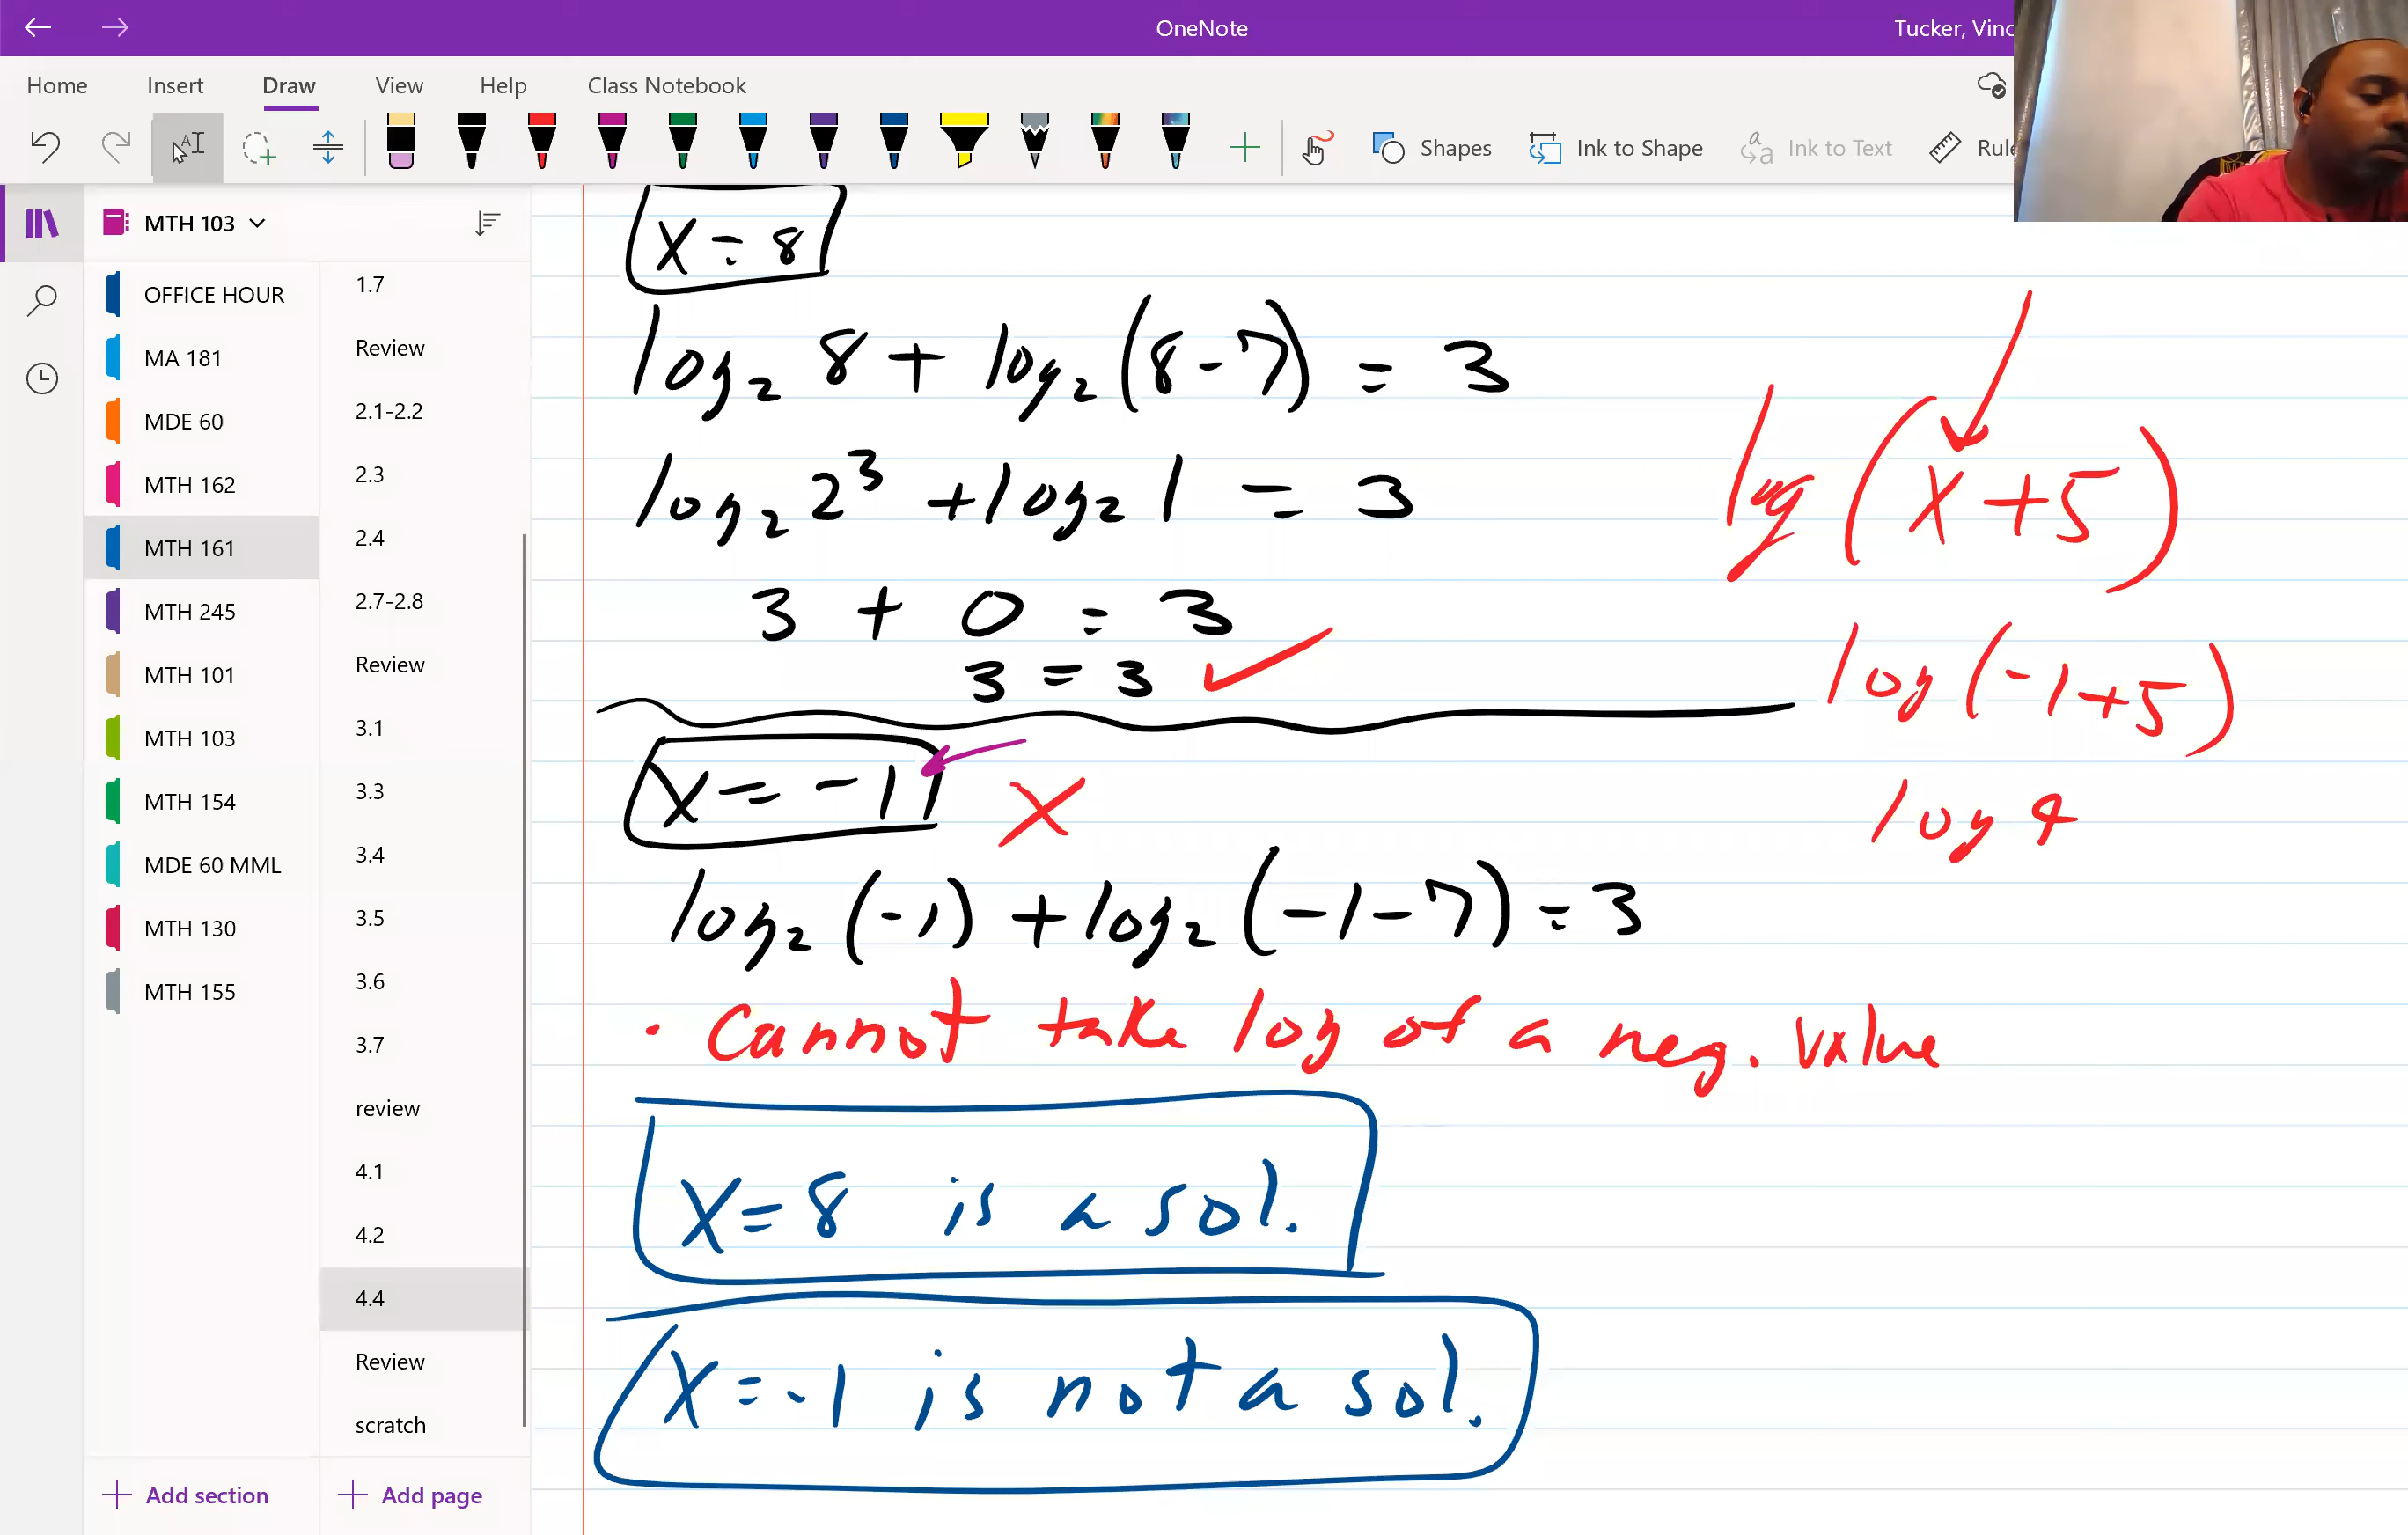 OneNote
Tucker, Vinc
Home Insert Draw View Help Class Notebook
Shapes Ink to Shape Ink to Text Rule
MTH 103
OFFICE HOUR
MA 181
MDE 60
MTH 162
MTH 161
MTH 245
MTH 101
MTH 103
MTH 154
MDE 60 MML
MTH 130
MTH 155
Add section
1.7
Review
2.1-2.2
2.3
2.4
2.7-2.8
Review
3.1
3.3
3.4
3.5
3.6
3.7
review
4.1
4.2
4.4
Review
scratch
Add page
x = 8
log₂ 8 + log₂ (8-7) = 3
log₂ 2³ + log₂ 1 = 3
3 + 0 = 3
3 = 3 ✓
x = -1 X
log₂ (-1) + log₂ (-1-7) = 3
• Cannot take log of a neg. value
x = 8 is a sol.
x = -1 is not a sol.
log (x+5)
log (-1+5)
log 4